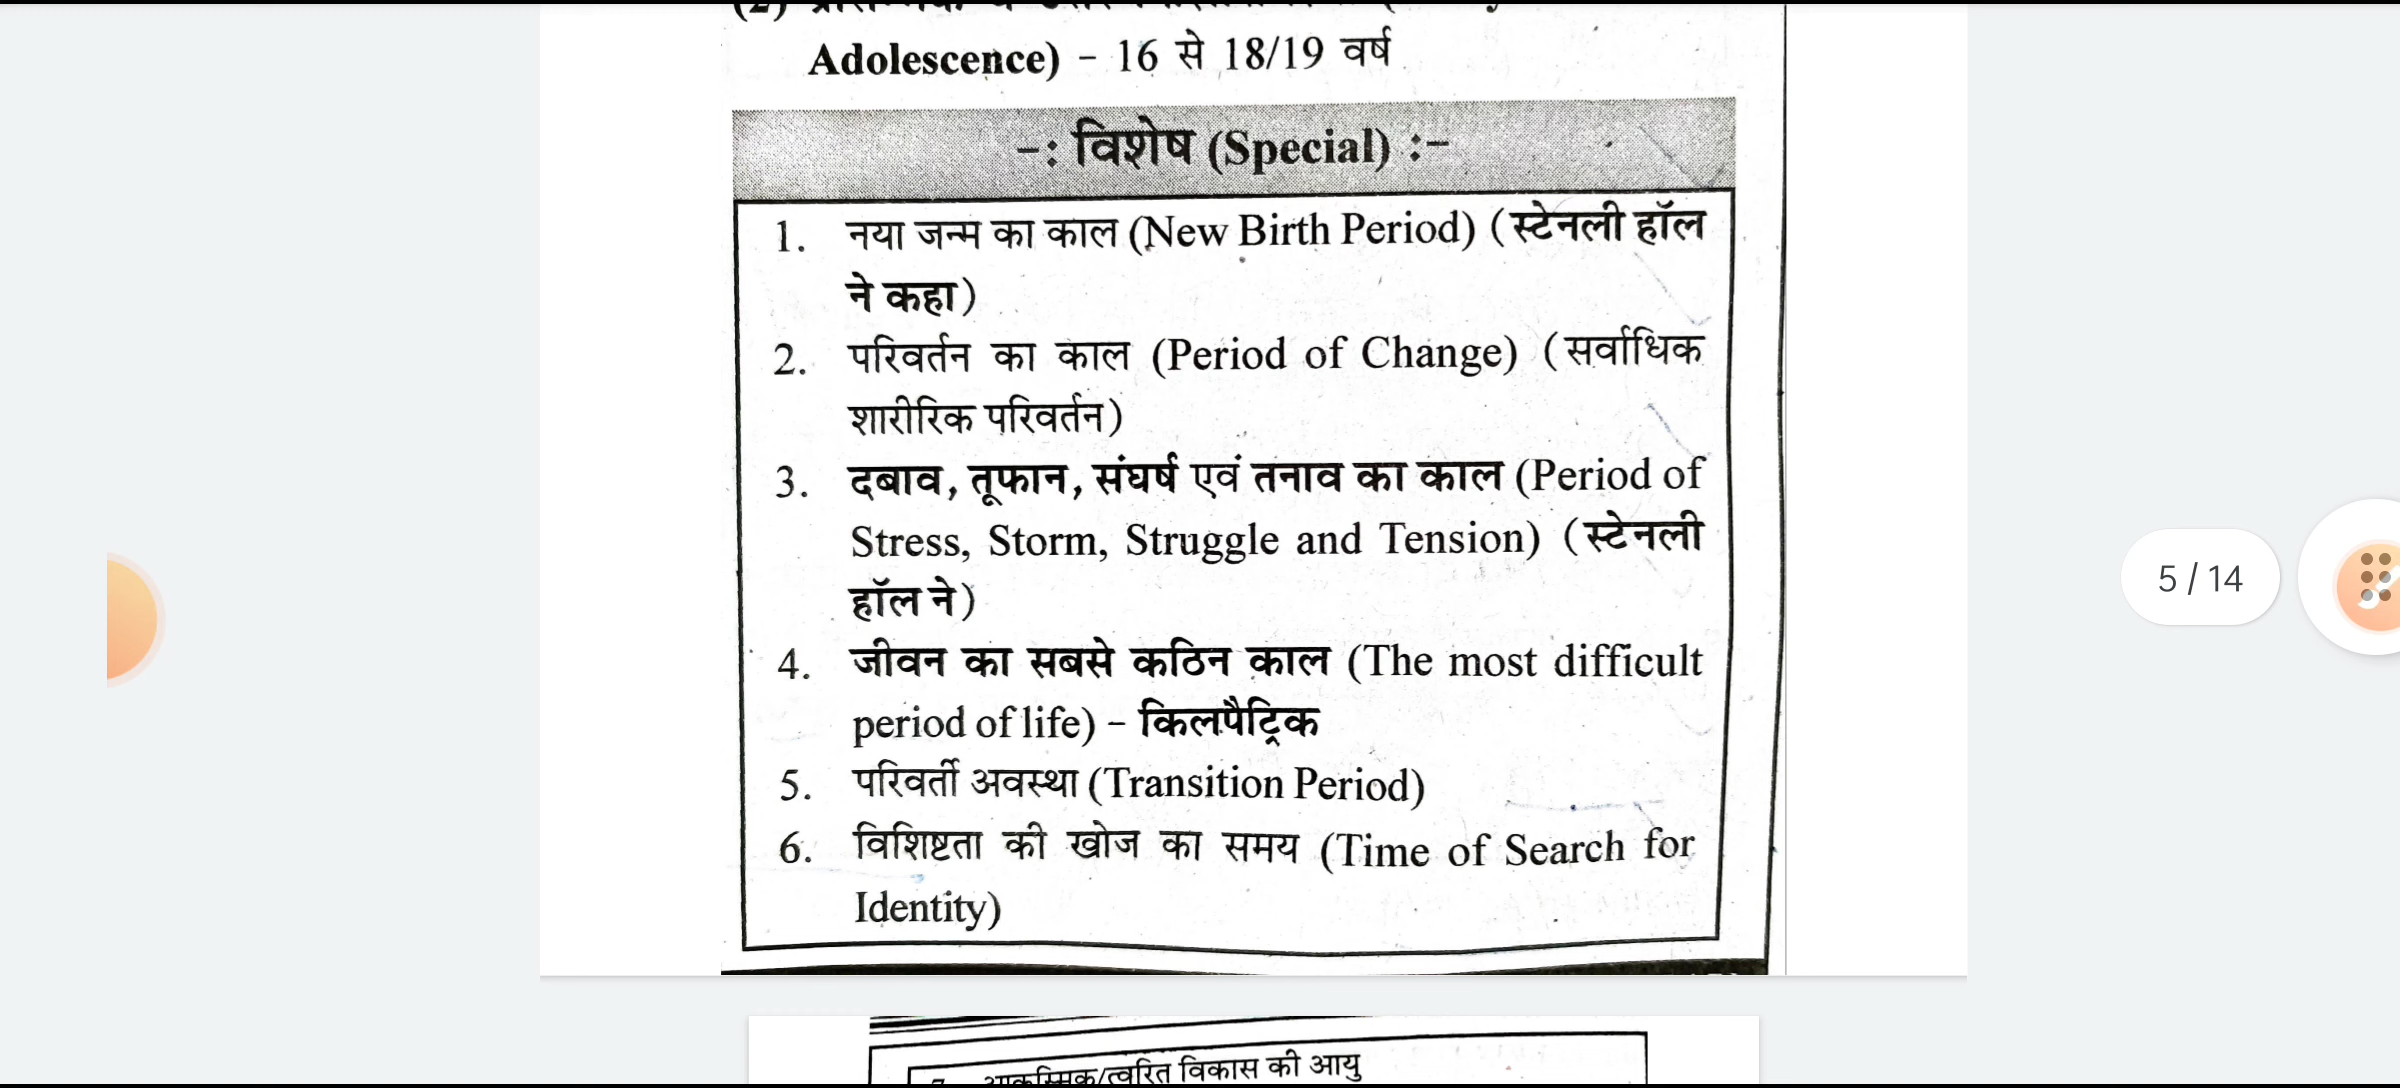 Adolescence) - 16 से 18/19 वर्ष
-: विशेष (Special) :-
1. नया जन्म का काल (New Birth Period) (स्टेनली हॉल
ने कहा)
2. परिवर्तन का काल (Period of Change) (सर्वाधिक
शारीरिक परिवर्तन)
3. दबाव, तूफान, संघर्ष एवं तनाव का काल (Period of
Stress, Storm, Struggle and Tension) (स्टेनली
हॉल ने)
4. जीवन का सबसे कठिन काल (The most difficult
period of life) - किलपैट्रिक
5. परिवर्ती अवस्था (Transition Period)
6. विशिष्टता की खोज का समय (Time of Search for
Identity)
5 / 14
आकस्मिक/त्वरित विकास की आयु